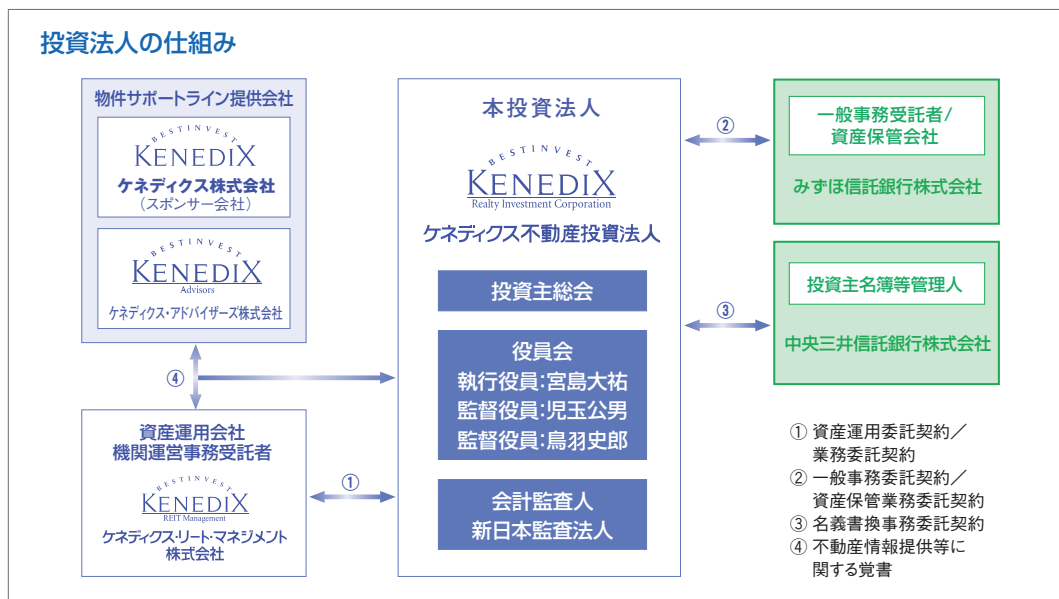 投資法人の仕組み
物件サポートライン提供会社
BESTINVEST
KENEDIX
ケネディクス株式会社
(スポンサー会社)
BESTINVEST
KENEDIX
Advisors
ケネディクス・アドバイザーズ株式会社
④
資産運用会社
機関運営事務受託者
BESTINVEST
KENEDIX
REIT Management
ケネディクス・リート・マネジメント
株式会社
①
本投資法人
BESTINVEST
KENEDIX
Realty Investment Corporation
ケネディクス不動産投資法人
投資主総会
役員会
執行役員:宮島大祐
監督役員:児玉公男
監督役員:鳥羽史郎
会計監査人
新日本監査法人
②
一般事務受託者/
資産保管会社
みずほ信託銀行株式会社
③
投資主名簿等管理人
中央三井信託銀行株式会社
① 資産運用委託契約/
業務委託契約
② 一般事務委託契約/
資産保管業務委託契約
③ 名義書換事務委託契約
④ 不動産情報提供等に
関する覚書